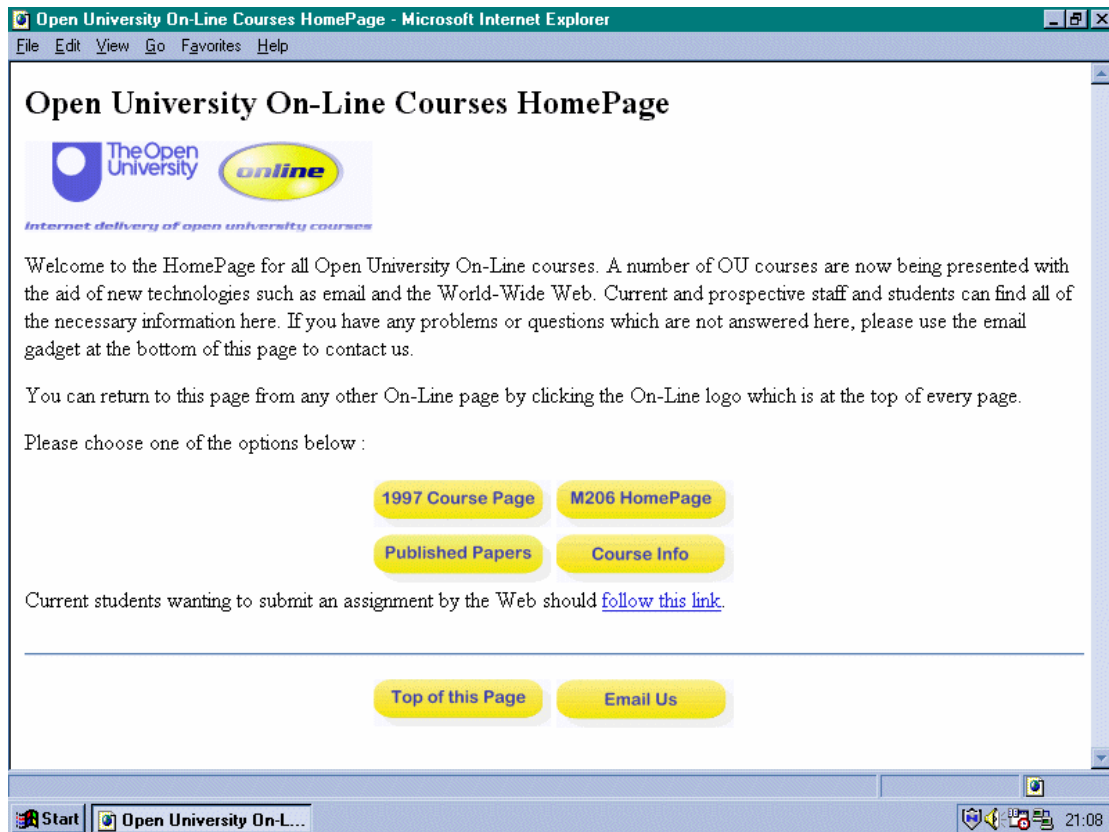 Open University On-Line Courses HomePage - Microsoft Internet Explorer
File Edit View Go Favorites Help
Open University On-Line Courses HomePage
The Open
University
online
Internet delivery of open university courses
Welcome to the HomePage for all Open University On-Line courses. A number of OU courses are now being presented with
the aid of new technologies such as email and the World-Wide Web. Current and prospective staff and students can find all of
the necessary information here. If you have any problems or questions which are not answered here, please use the email
gadget at the bottom of this page to contact us.
You can return to this page from any other On-Line page by clicking the On-Line logo which is at the top of every page.
Please choose one of the options below :
1997 Course Page M206 HomePage
Published Papers Course Info
Current students wanting to submit an assignment by the Web should follow this link.
Top of this Page Email Us
Start Open University On-L... 21:08